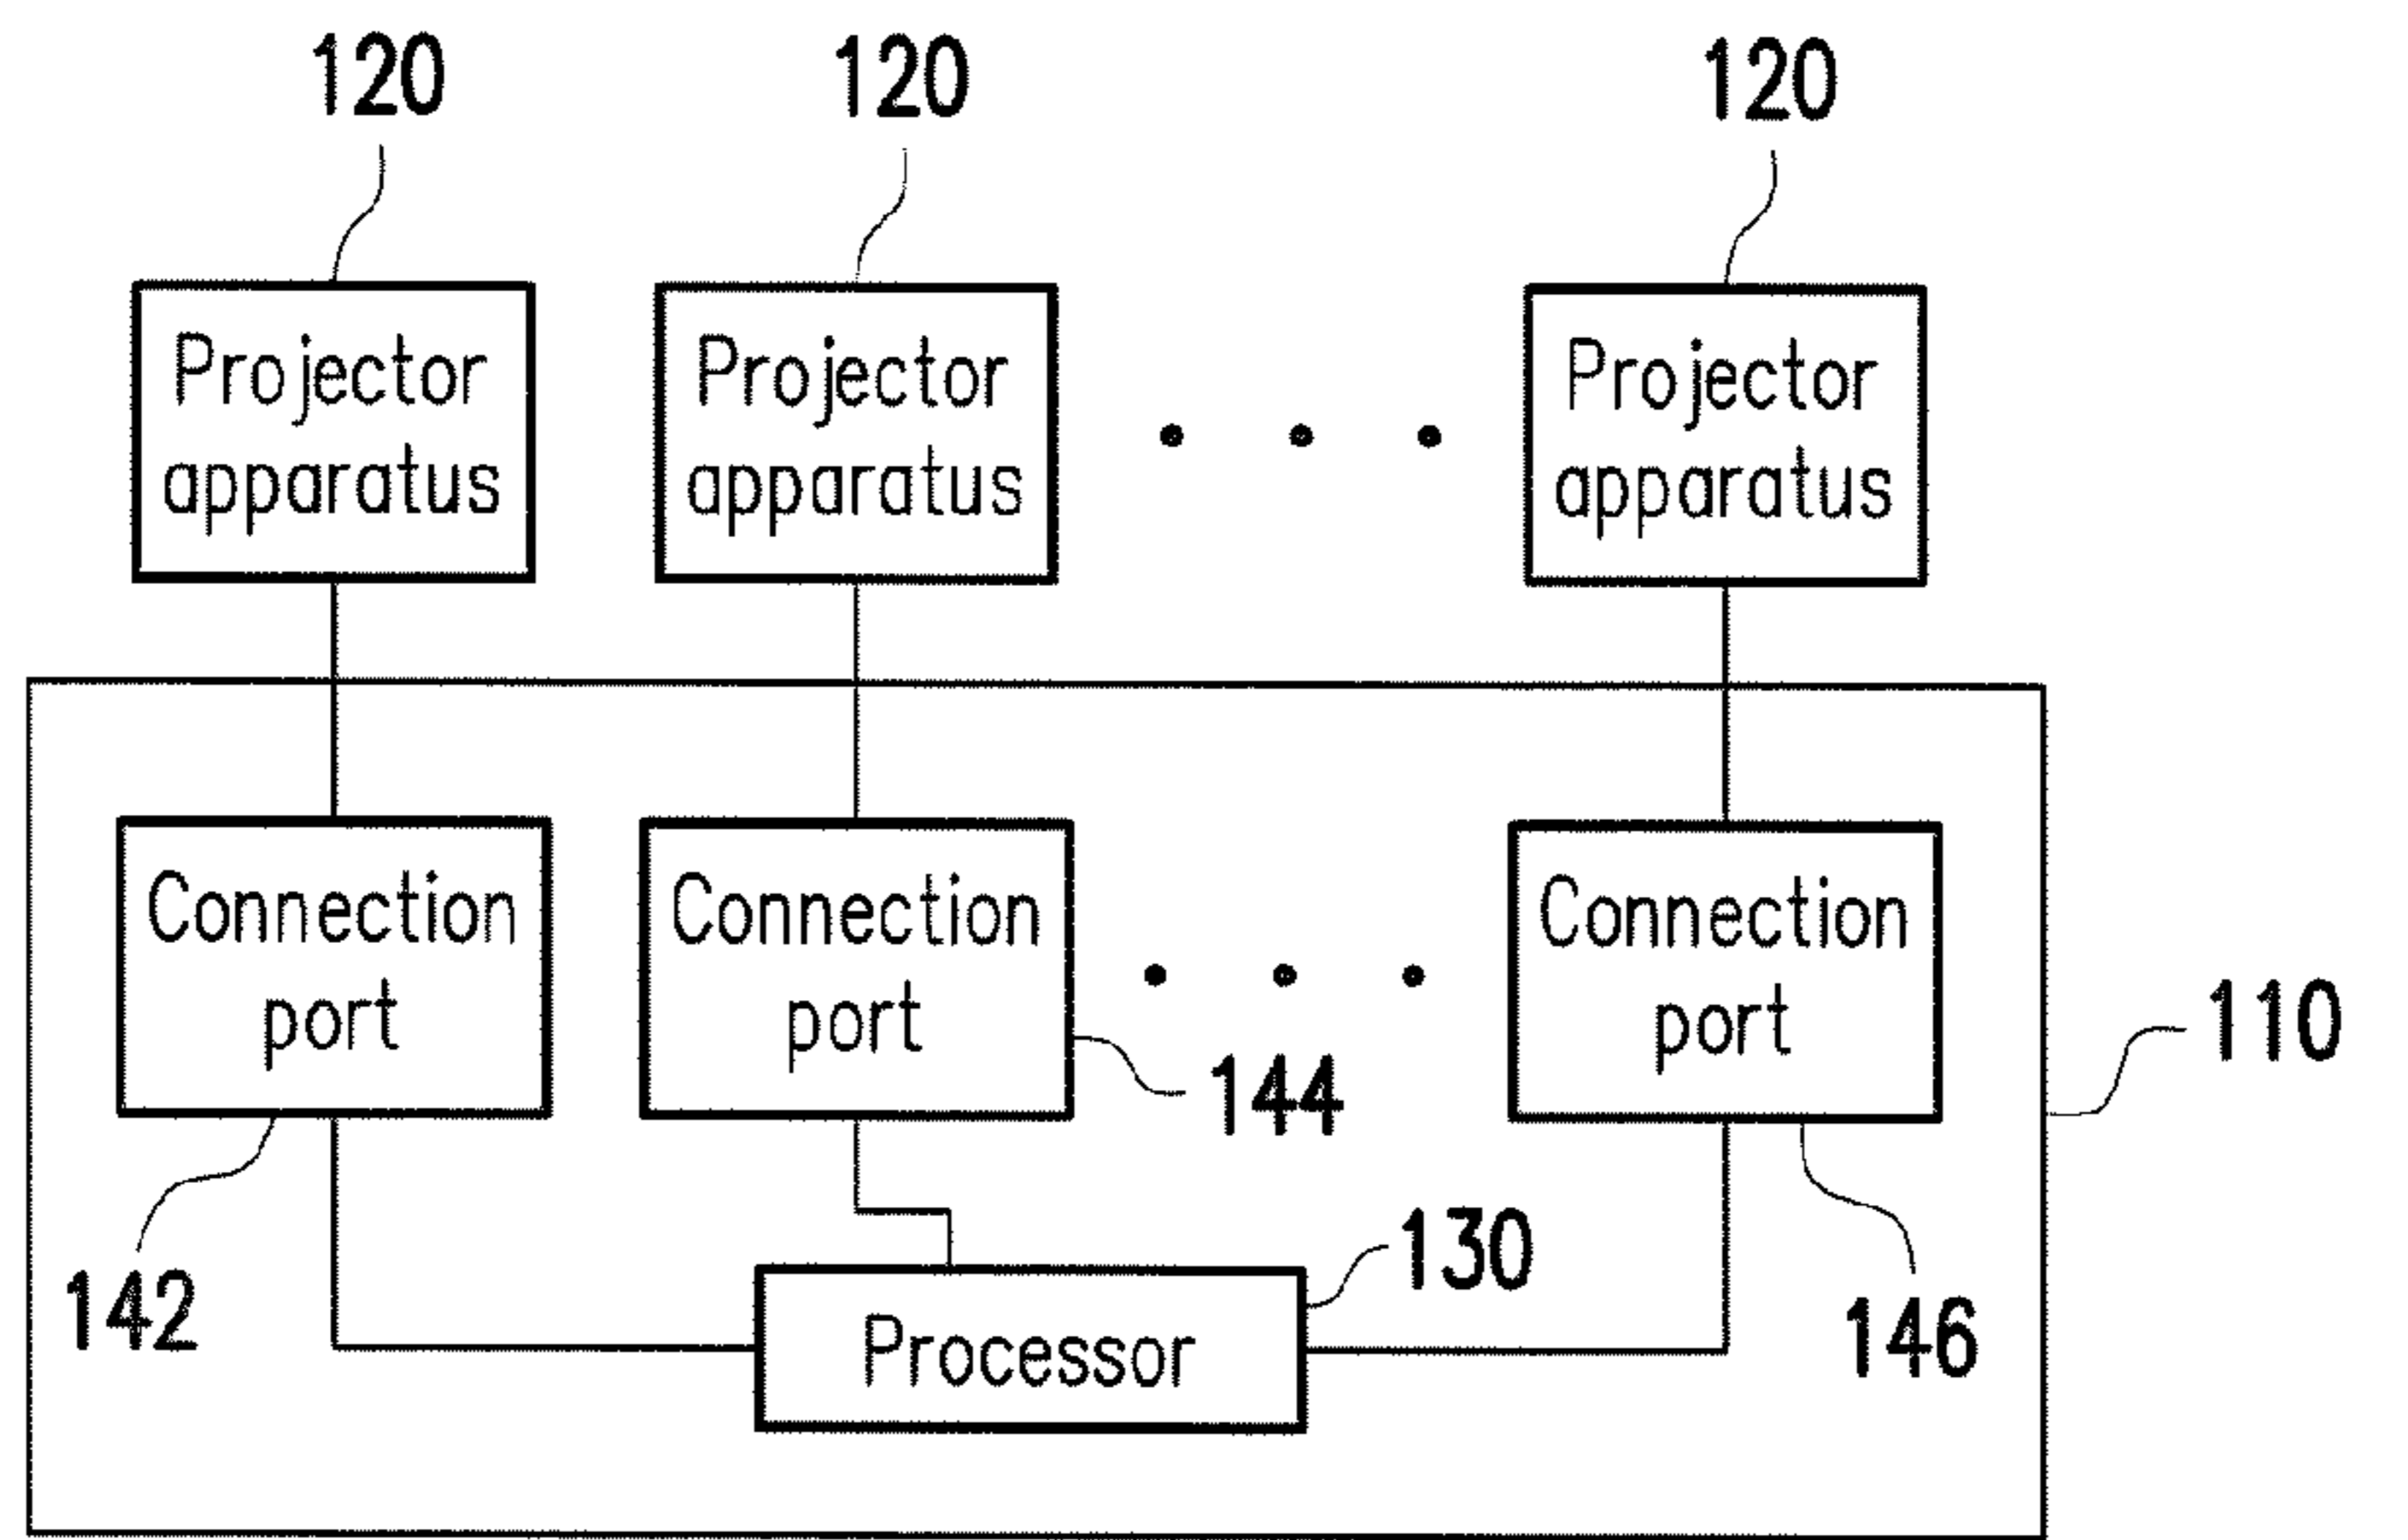 120
120
120
Projector
apparatus
Projector
apparatus
Projector
apparatus
Connection
port
Connection
port
Connection
port
110
144
142
130
146
Processor